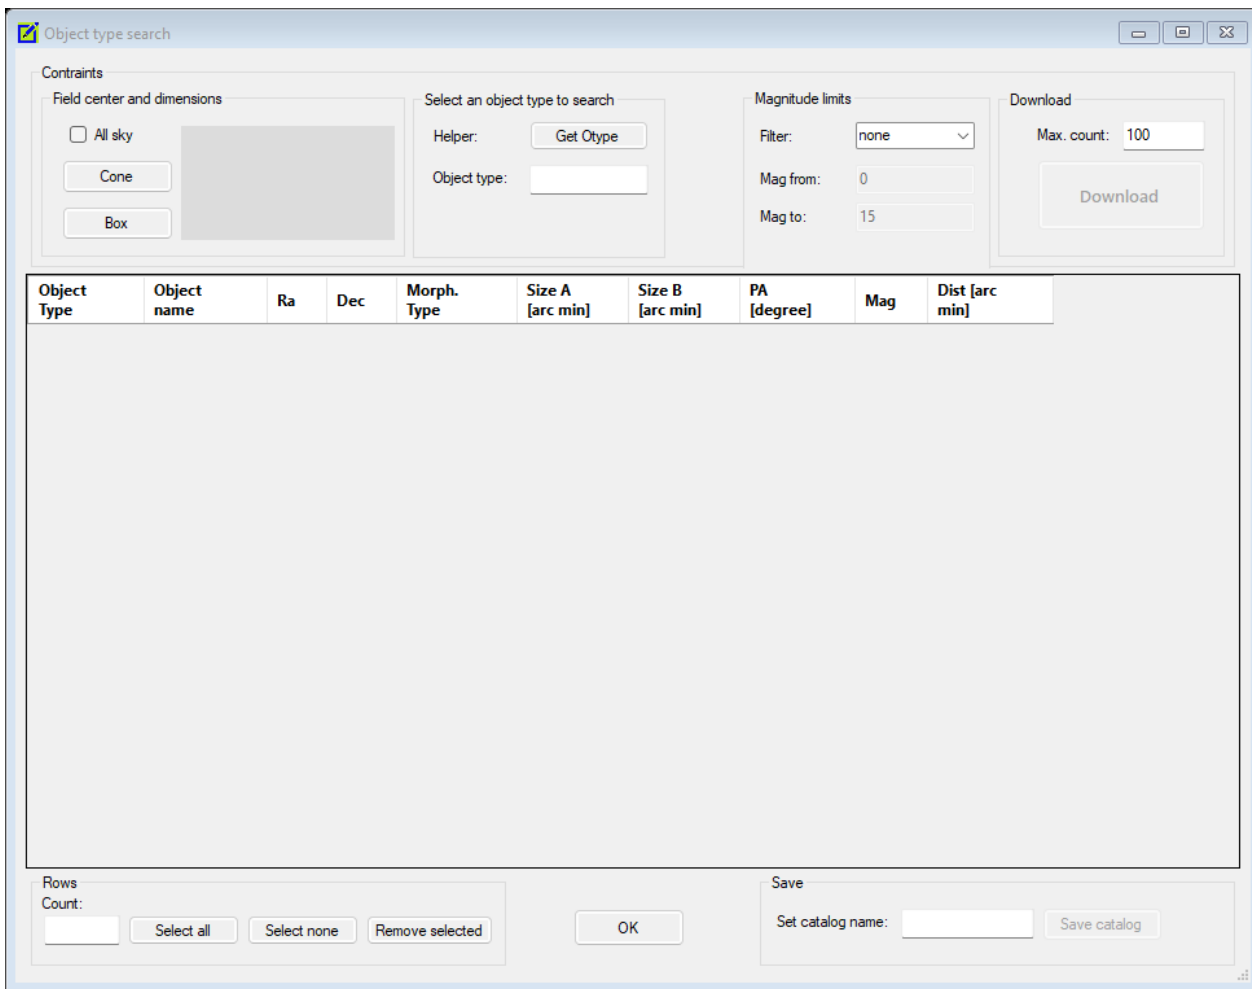 Object type search
Contraints
Field center and dimensions
All sky
Cone
Box
Select an object type to search
Helper: Get Otype
Object type:
Magnitude limits
Filter: none
Mag from: 0
Mag to: 15
Download
Max. count: 100
Download
Object Type
Object name
Ra
Dec
Morph. Type
Size A [arc min]
Size B [arc min]
PA [degree]
Mag
Dist [arc min]
Rows
Count:
Select all Select none Remove selected
OK
Save
Set catalog name: Save catalog